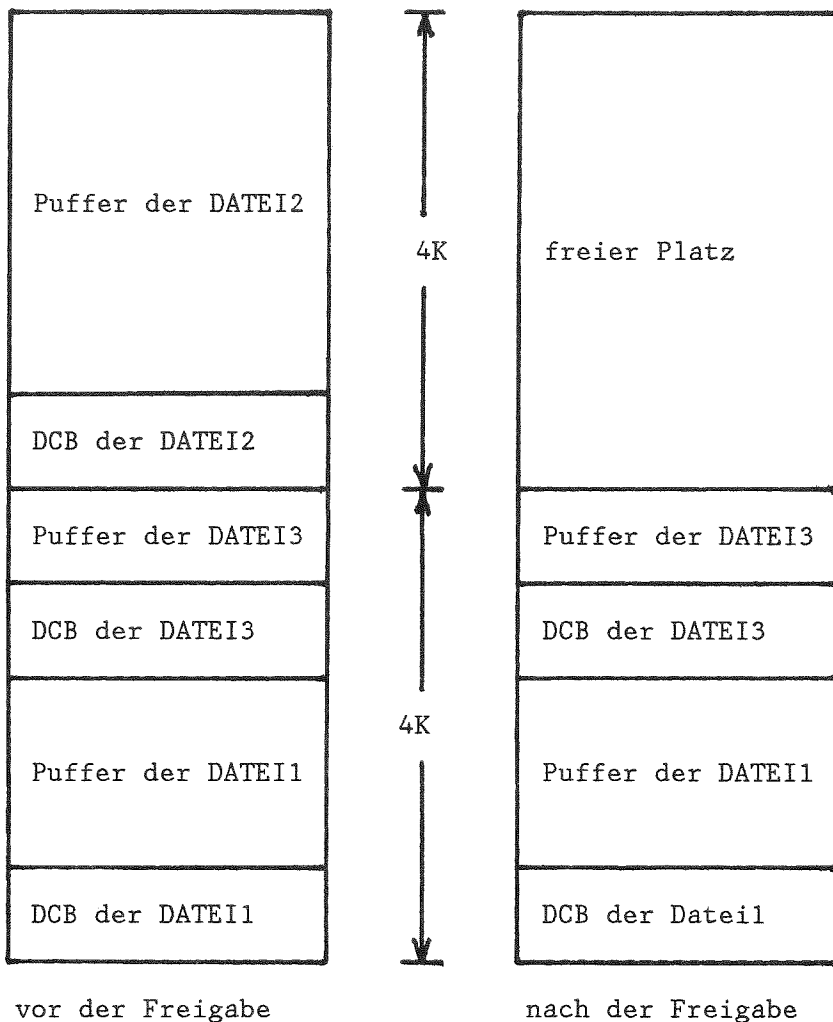 Puffer der DATEI2
DCB der DATEI2
Puffer der DATEI3
DCB der DATEI3
Puffer der DATEI1
DCB der DATEI1
vor der Freigabe
4K
4K
freier Platz
Puffer der DATEI3
DCB der DATEI3
Puffer der DATEI1
DCB der Datei1
nach der Freigabe